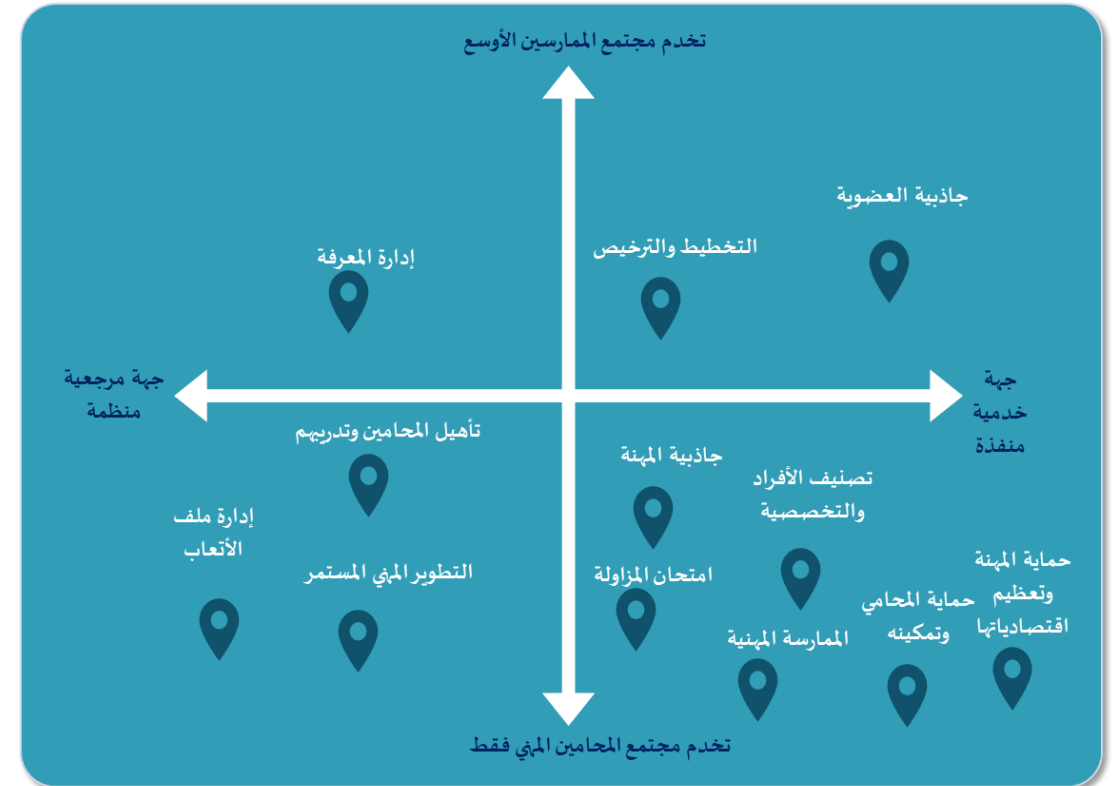 تخدم مجتمع الممارسين الأوسع
جاذبية العضوية
التخطيط والترخيص
إدارة المعرفة
جهة
خدمية
منفذة
جهة مرجعية
منظمة
تأهيل المحامين وتدريبهم
جاذبية المهنة
تصنيف الأفراد
والتخصصية
إدارة ملف
الأتعاب
التطوير المهني المستمر
امتحان المزاولة
حماية المهنة
وتعظيم
اقتصادياتها
حماية المحامي
وتمكينه
الممارسة المهنية
تخدم مجتمع المحامين المهني فقط